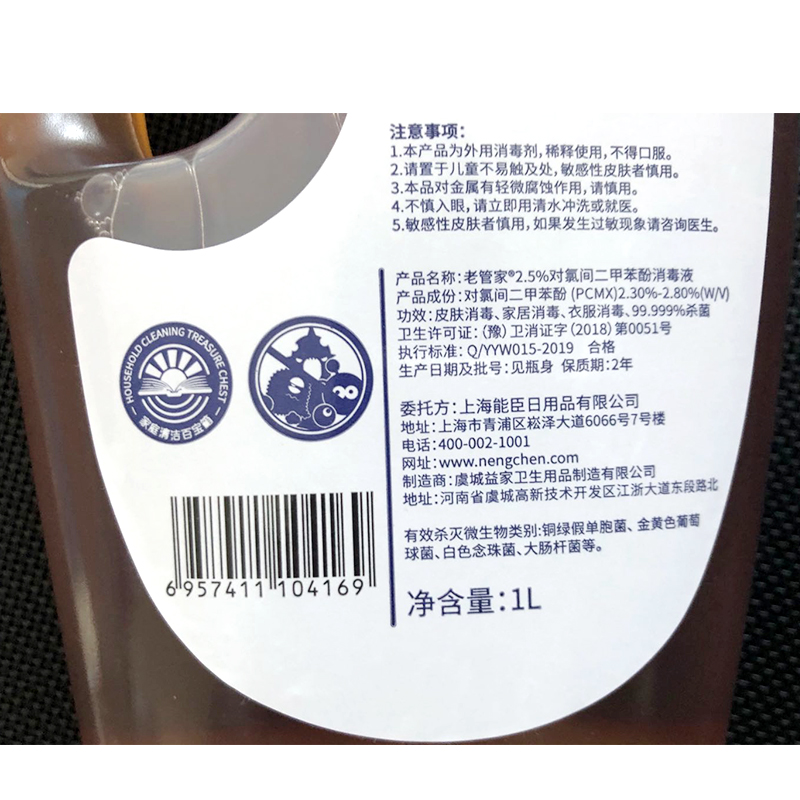 注意事项：
1.本产品为外用消毒剂，稀释使用，不得口服。
2.请置于儿童不易触及处，敏感性皮肤者慎用。
3.本品对金属有轻微腐蚀作用，请慎用。
4.不慎入眼，请立即用清水冲洗或就医。
5.敏感性皮肤者慎用，如果发生过敏现象请咨询医生。
产品名称：老管家®2.5%对氯间二甲苯酚消毒液
产品成份：对氯间二甲苯酚 (PCMX)2.30%-2.80%(W/V)
功效：皮肤消毒、家居消毒、衣服消毒、99.999%杀菌
卫生许可证：（豫）卫消证字（2018）第0051号
执行标准：Q/YYW015-2019 合格
生产日期及批号：见瓶身 保质期：2年
HOUSEHOLD CLEANING TREASURE CHEST
家庭清洁百宝箱
委托方：上海能臣日用品有限公司
地址：上海市青浦区崧泽大道6066号7号楼
电话：400-002-1001
网址：www.nengchen.com
制造商：虞城益家卫生用品制造有限公司
地址：河南省虞城高新技术开发区江浙大道东段路北
有效杀灭微生物类别：铜绿假单胞菌、金黄色葡萄
球菌、白色念珠菌、大肠杆菌等。
6 957411 104169
净含量：1L